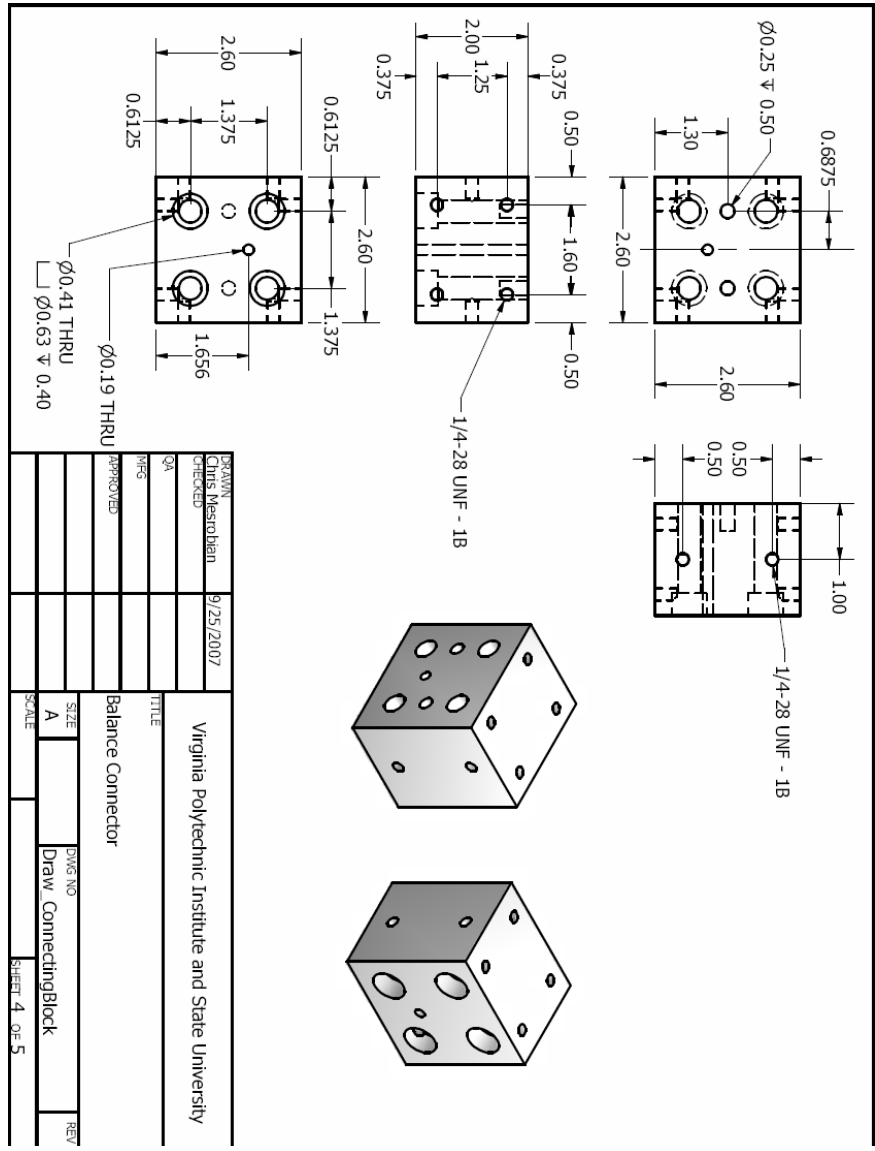 Ø0.25 ↧ 0.50
0.6875
1.30
2.60
2.60
0.50
0.50
1.00
1/4-28 UNF - 1B
2.00
1.25
0.375
0.375
0.50
1.60
0.50
1/4-28 UNF - 1B
2.60
1.375
0.6125
0.6125
2.60
1.375
1.656
Ø0.19 THRU
Ø0.41 THRU
⌴ Ø0.63 ↧ 0.40
DRAWN
Chris Mesrobian
9/25/2007
CHECKED
QA
MFG
APPROVED
Virginia Polytechnic Institute and State University
TITLE
Balance Connector
SIZE
A
DWG NO
Draw_ConnectingBlock
REV
SCALE
SHEET 4 OF 5